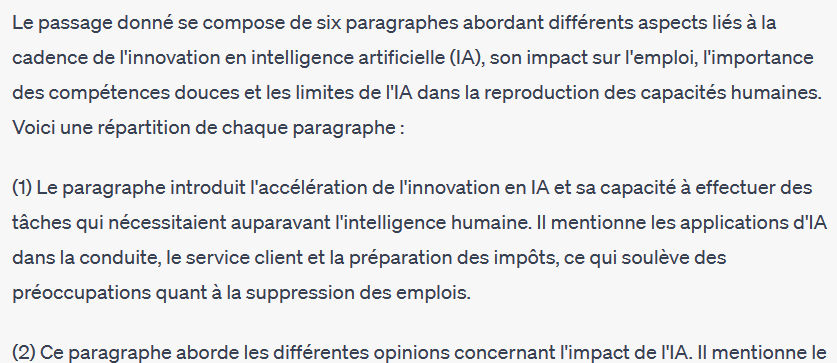 Le passage donné se compose de six paragraphes abordant différents aspects liés à la
cadence de l'innovation en intelligence artificielle (IA), son impact sur l'emploi, l'importance
des compétences douces et les limites de l'IA dans la reproduction des capacités humaines.
Voici une répartition de chaque paragraphe :
(1) Le paragraphe introduit l'accélération de l'innovation en IA et sa capacité à effectuer des
tâches qui nécessitaient auparavant l'intelligence humaine. Il mentionne les applications d'IA
dans la conduite, le service client et la préparation des impôts, ce qui soulève des
préoccupations quant à la suppression des emplois.
(2) Ce paragraphe aborde les différentes opinions concernant l'impact de l'IA. Il mentionne le